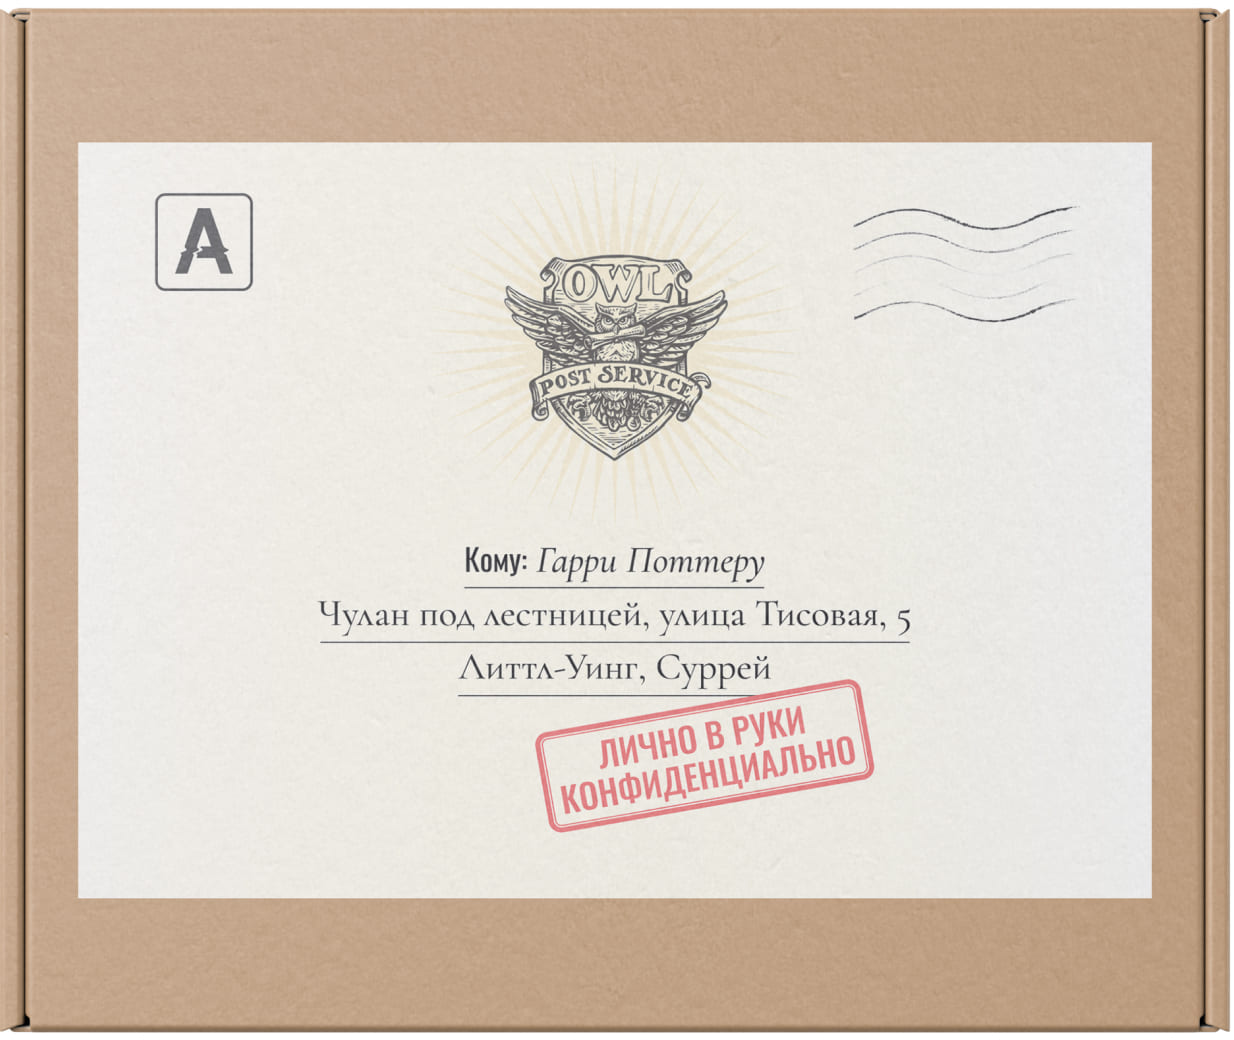 A
OWL
POST SERVICE
Кому: Гарри Поттеру
Чулан под лестницей, улица Тисовая, 5
Литтл-Уинг, Суррей
ЛИЧНО В РУКИ
КОНФИДЕНЦИАЛЬНО